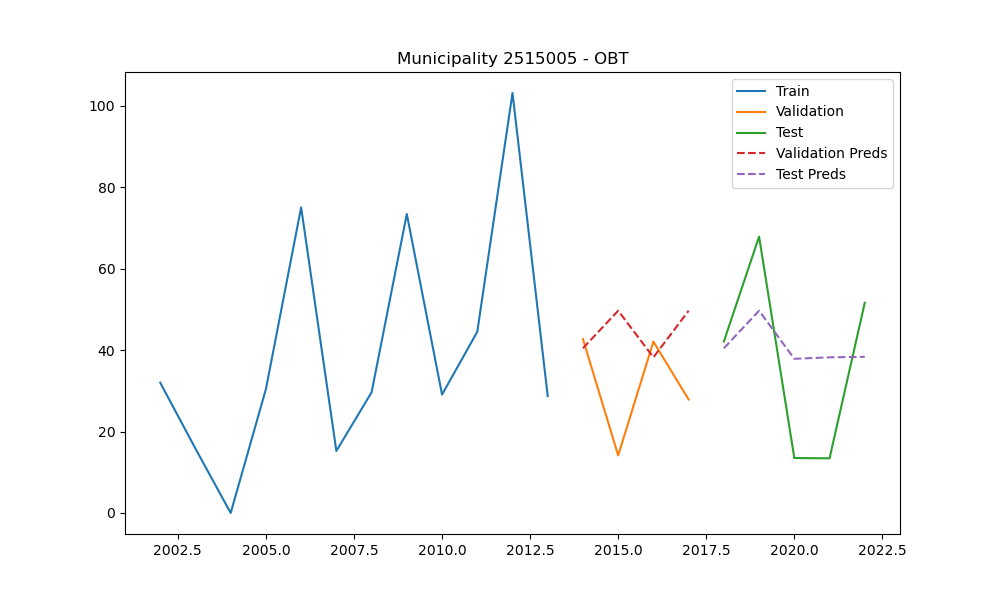 Municipality 2515005 - OBT
Train
Validation
Test
Validation Preds
Test Preds
100
80
60
40
20
0
2002.5 2005.0 2007.5 2010.0 2012.5 2015.0 2017.5 2020.0 2022.5